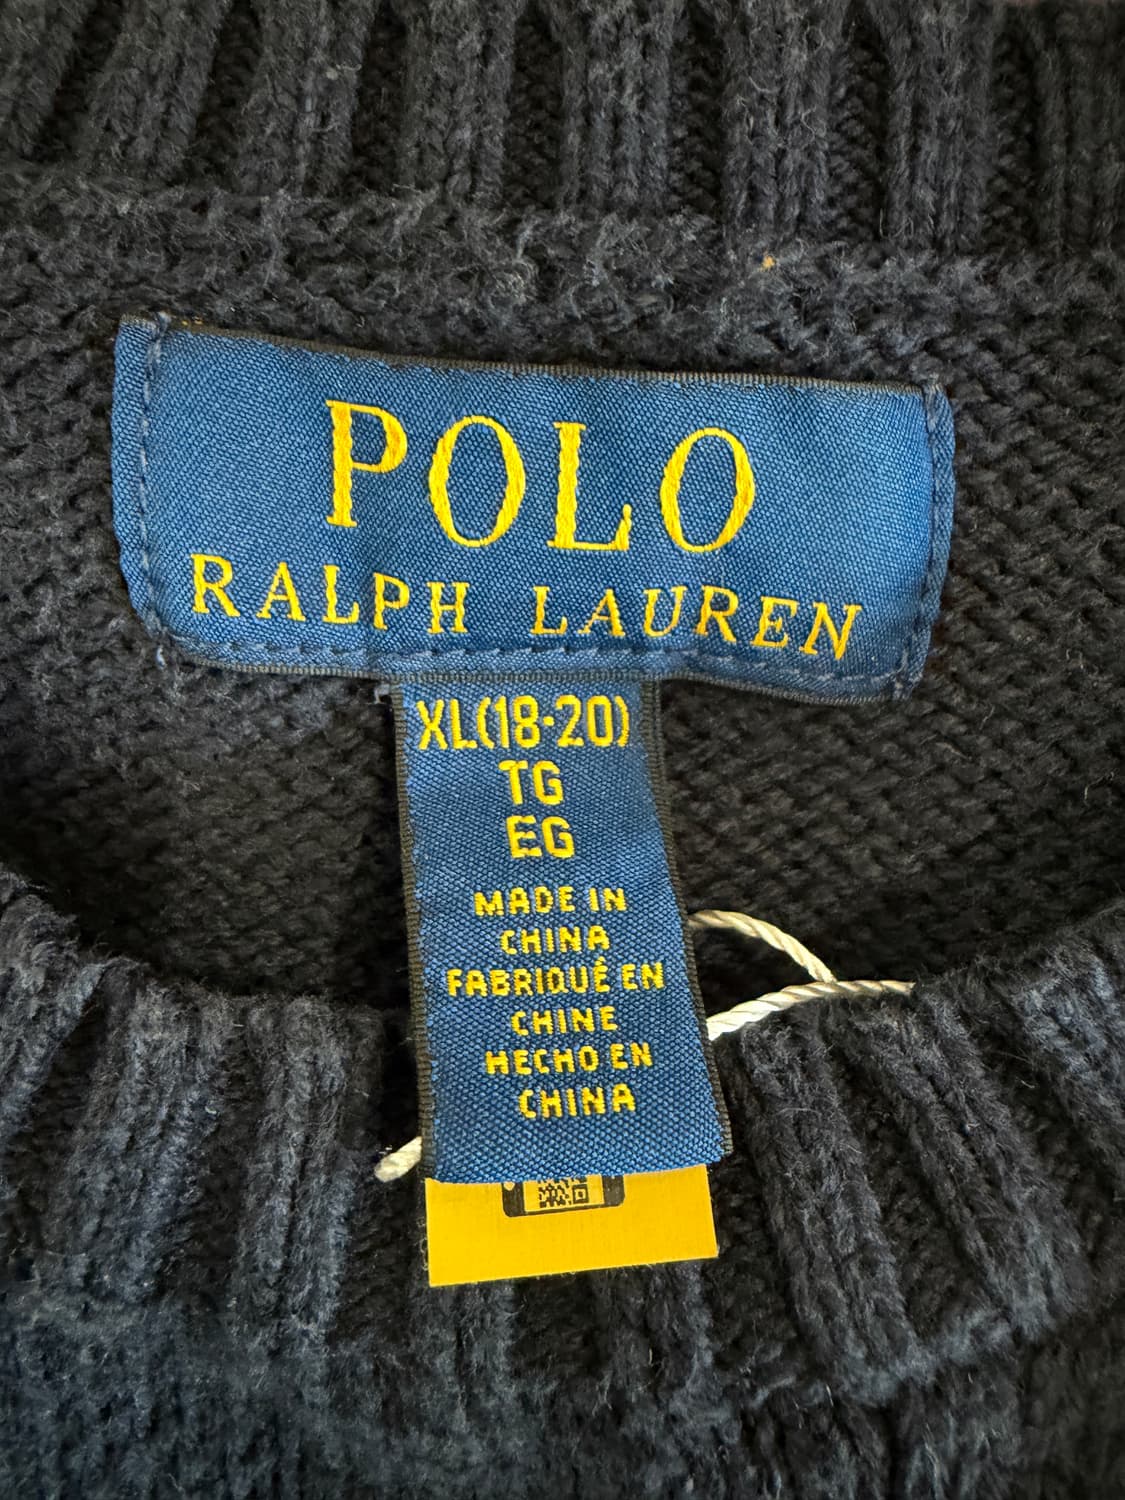 POLO
RALPH LAUREN
XL(18-20)
TG
EG
MADE IN
CHINA
FABRIQUÉ EN
CHINE
HECHO EN
CHINA